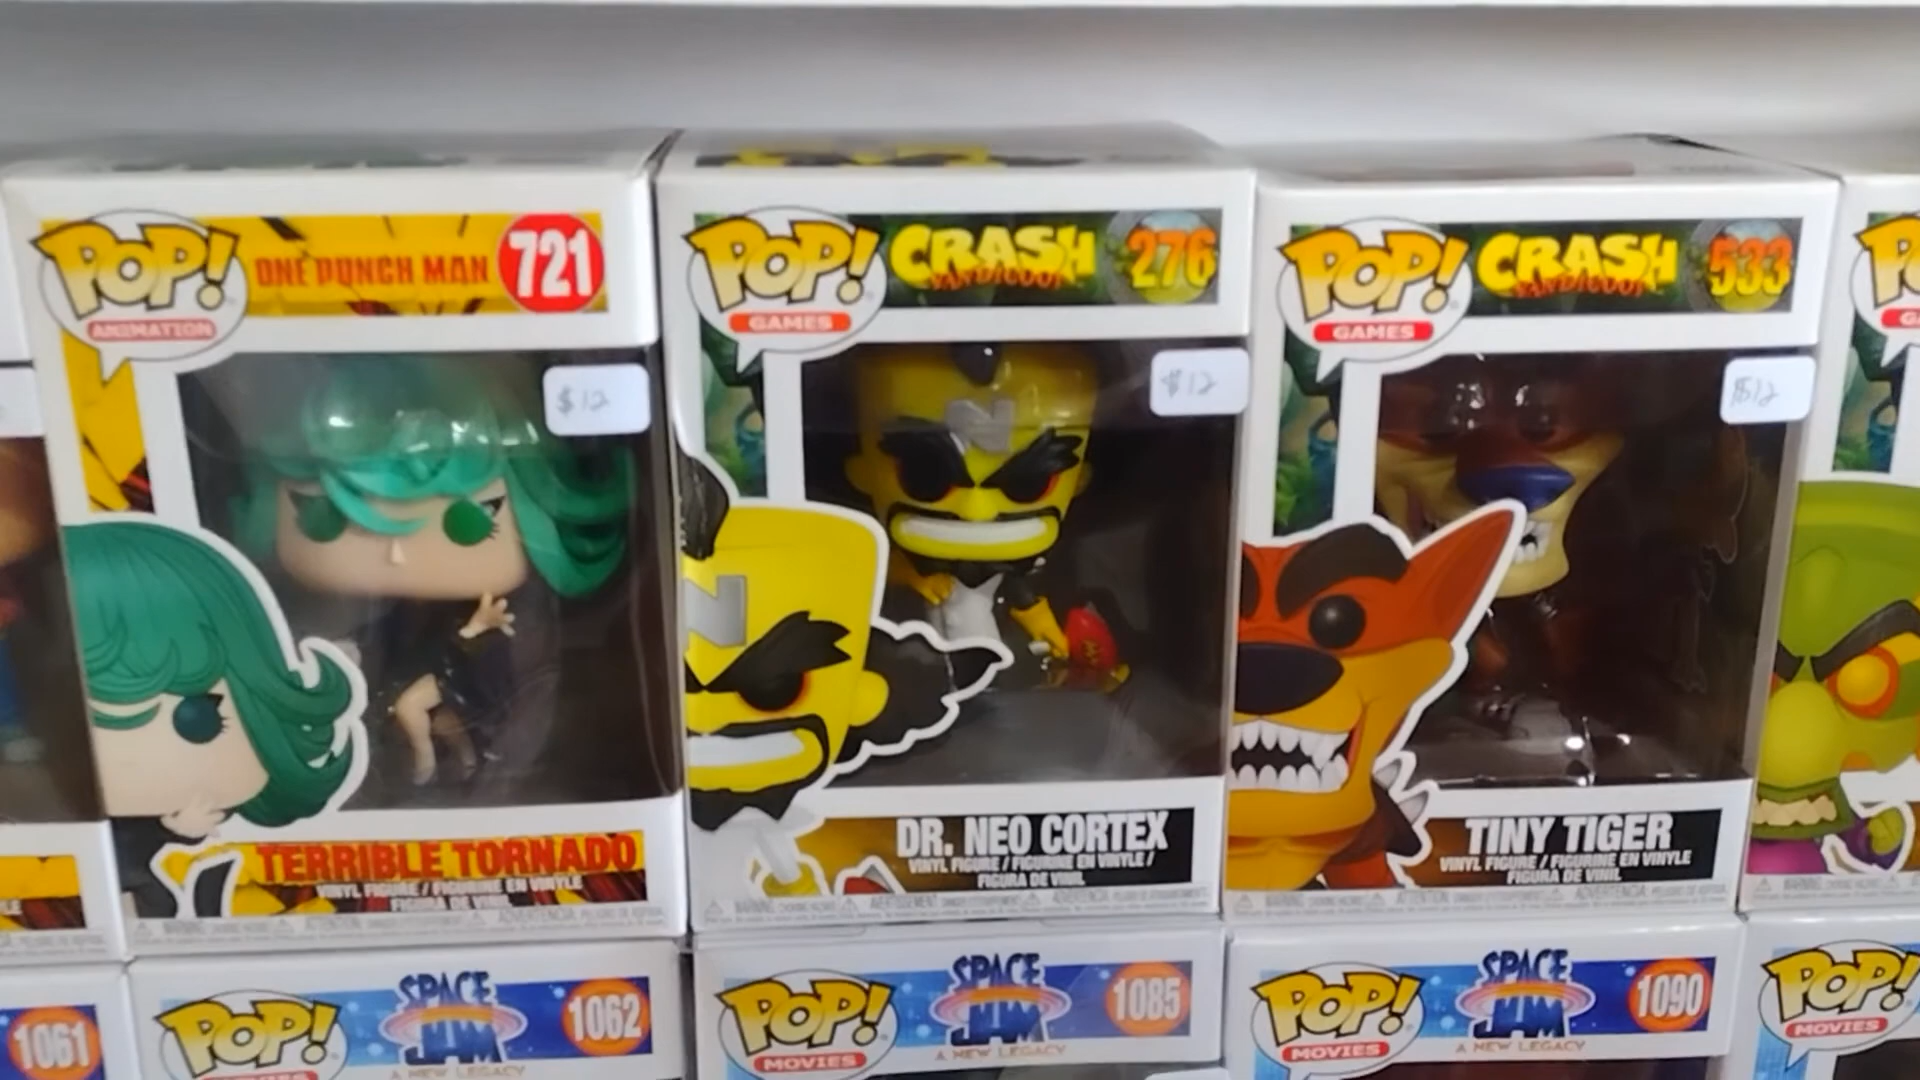 POP!
ANIMATION
ONE PUNCH MAN
721
$12
TERRIBLE TORNADO
VINYL FIGURE / FIGURINE EN VINYLE
FIGURA DE VINIL
POP!
GAMES
CRASH
BANDICOOT
276
$12
DR. NEO CORTEX
VINYL FIGURE / FIGURINE EN VINYLE /
FIGURA DE VINIL
POP!
GAMES
CRASH
BANDICOOT
533
$12
TINY TIGER
VINYL FIGURE / FIGURINE EN VINYLE
FIGURA DE VINIL
1061
POP!
SPACE
JAM
A NEW LEGACY
1062
POP!
MOVIES
SPACE
JAM
A NEW LEGACY
1085
POP!
MOVIES
SPACE
JAM
A NEW LEGACY
1090
POP!
MOVIES